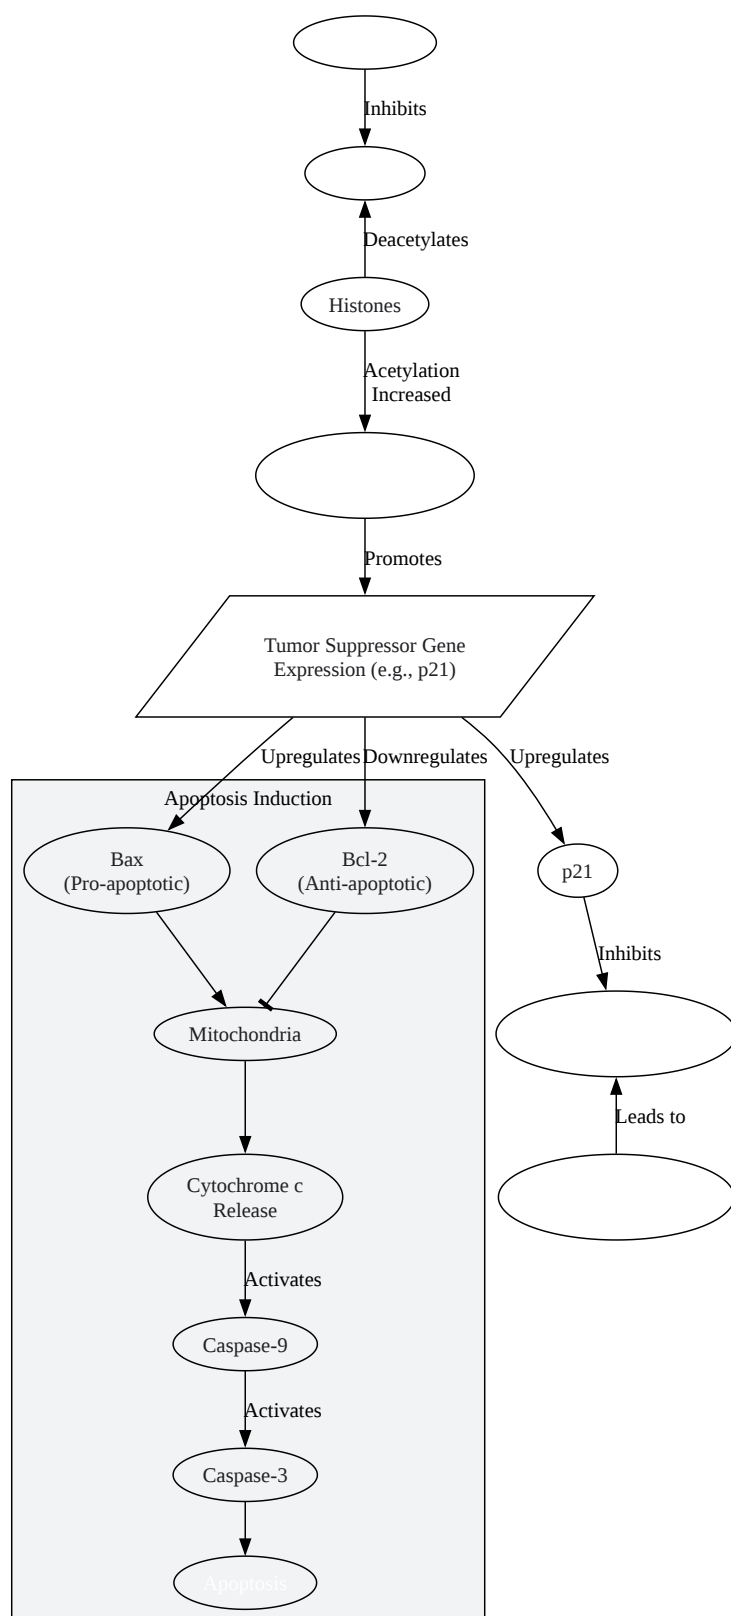 Inhibits
Deacetylates
Histones
Acetylation
Increased
Promotes
Tumor Suppressor Gene
Expression (e.g., p21)
Upregulates
Downregulates
Upregulates
Apoptosis Induction
Bax
(Pro-apoptotic)
Bcl-2
(Anti-apoptotic)
p21
Inhibits
Mitochondria
Leads to
Cytochrome c
Release
Activates
Caspase-9
Activates
Caspase-3
Apoptosis